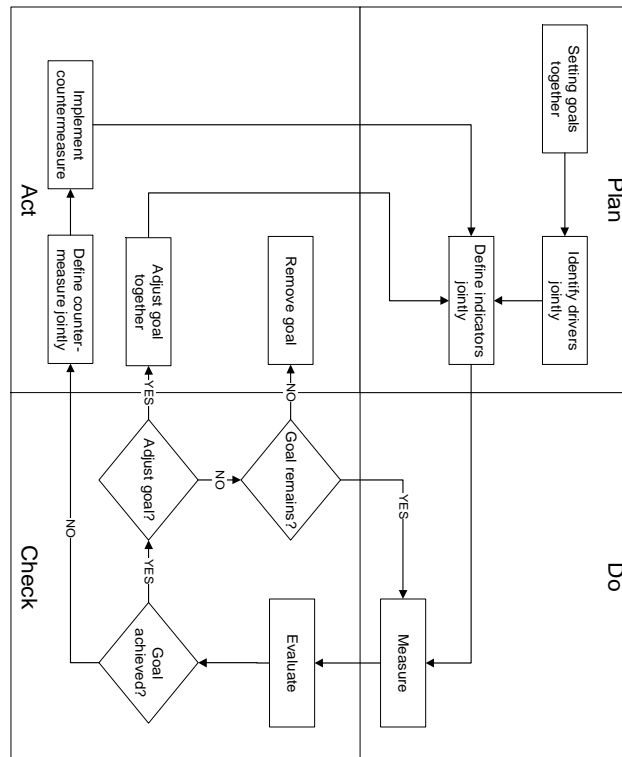 Plan
Setting goals
together
Identify drivers
jointly
Define indicators
jointly
Do
Measure
Act
Implement
countermeasure
Define counter-
measure jointly
Adjust goal
together
Remove goal
Check
Evaluate
Goal
achieved?
YES
NO
Adjust goal?
YES
NO
Goal remains?
NO
YES